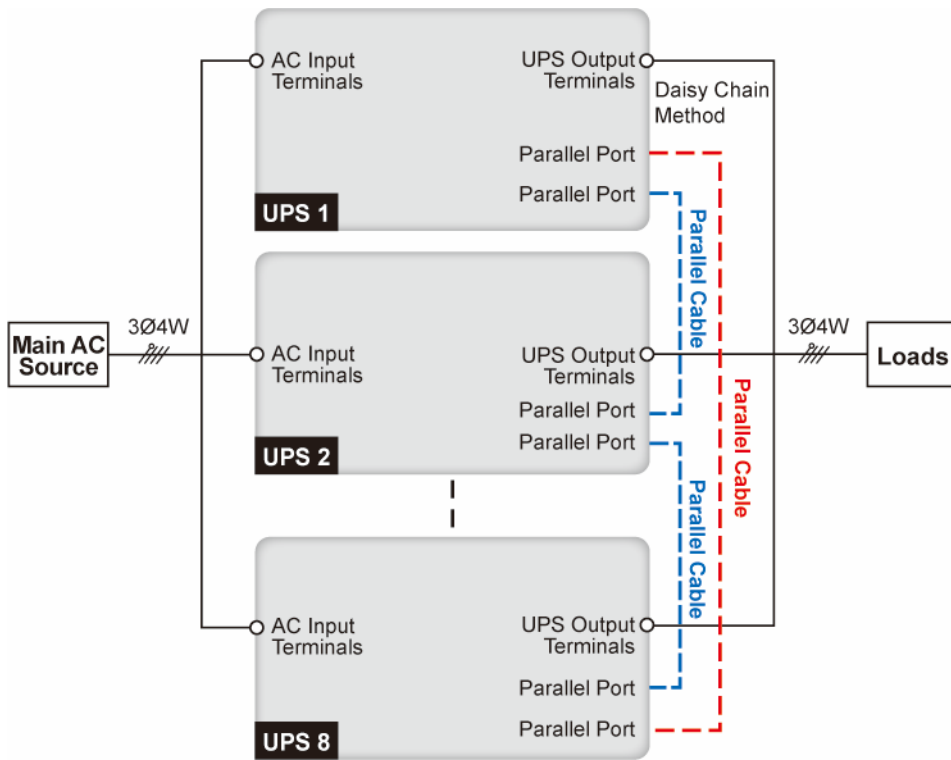 AC Input
Terminals
UPS Output
Terminals
Daisy Chain
Method
Parallel Port
Parallel Port
UPS 1
Parallel Cable
Main AC
Source
3Ø4W
AC Input
Terminals
UPS Output
Terminals
3Ø4W
Loads
Parallel Port
Parallel Port
UPS 2
Parallel Cable
Parallel Cable
AC Input
Terminals
UPS Output
Terminals
Parallel Port
Parallel Port
UPS 8